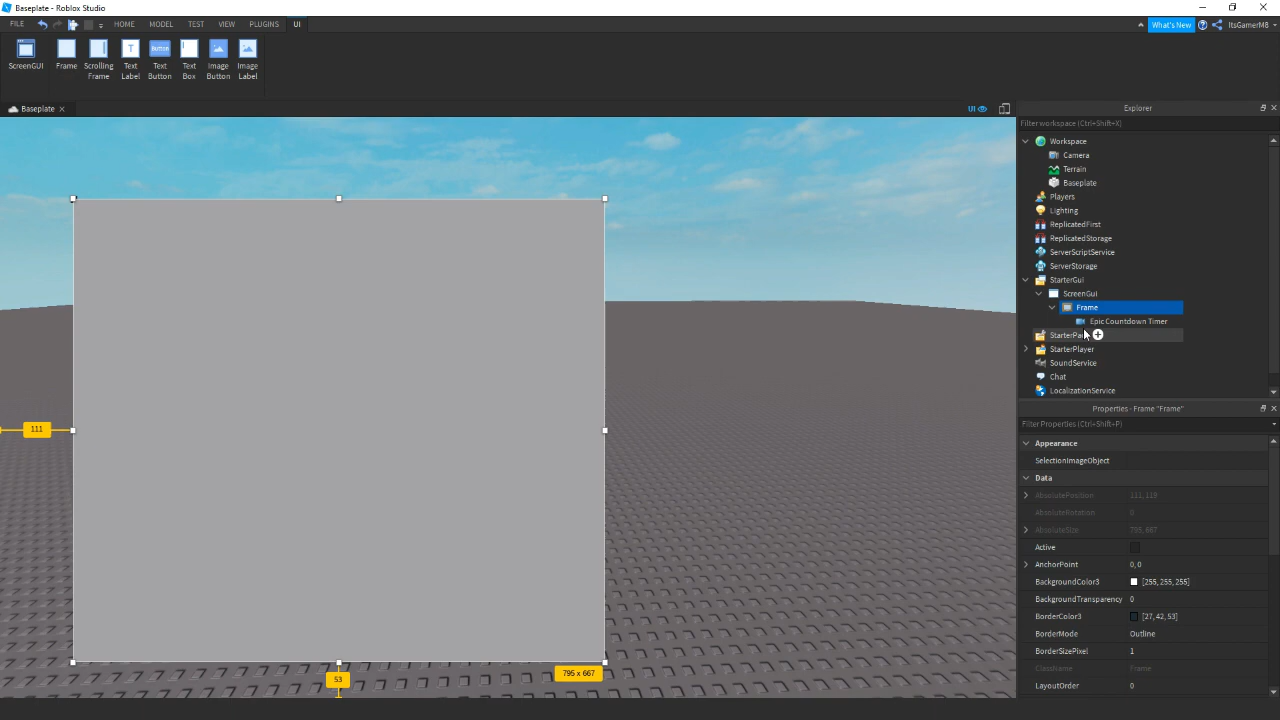 Baseplate - Roblox Studio
FILE HOME MODEL TEST VIEW PLUGINS UI What's New ItsGamerM8
ScreenGUI Frame Scrolling Frame Text Label Text Button Text Box Image Button Image Label
T Button
Baseplate UI Explorer
Filter workspace (Ctrl+Shift+X)
Workspace
Camera
Terrain
Baseplate
Players
Lighting
ReplicatedFirst
ReplicatedStorage
ServerScriptService
ServerStorage
StarterGui
ScreenGui
Frame
Epic Countdown Timer
StarterPlayer
SoundService
Chat
LocalizationService
Properties - Frame "Frame"
Filter Properties (Ctrl+Shift+P)
Appearance
SelectionImageObject
Data
AbsolutePosition 111, 119
AbsoluteRotation 0
AbsoluteSize 795, 667
Active
AnchorPoint 0, 0
BackgroundColor3 [255, 255, 255]
BackgroundTransparency 0
BorderColor3 [27, 42, 53]
BorderMode Outline
BorderSizePixel 1
ClassName Frame
LayoutOrder 0
111
795 x 667
53